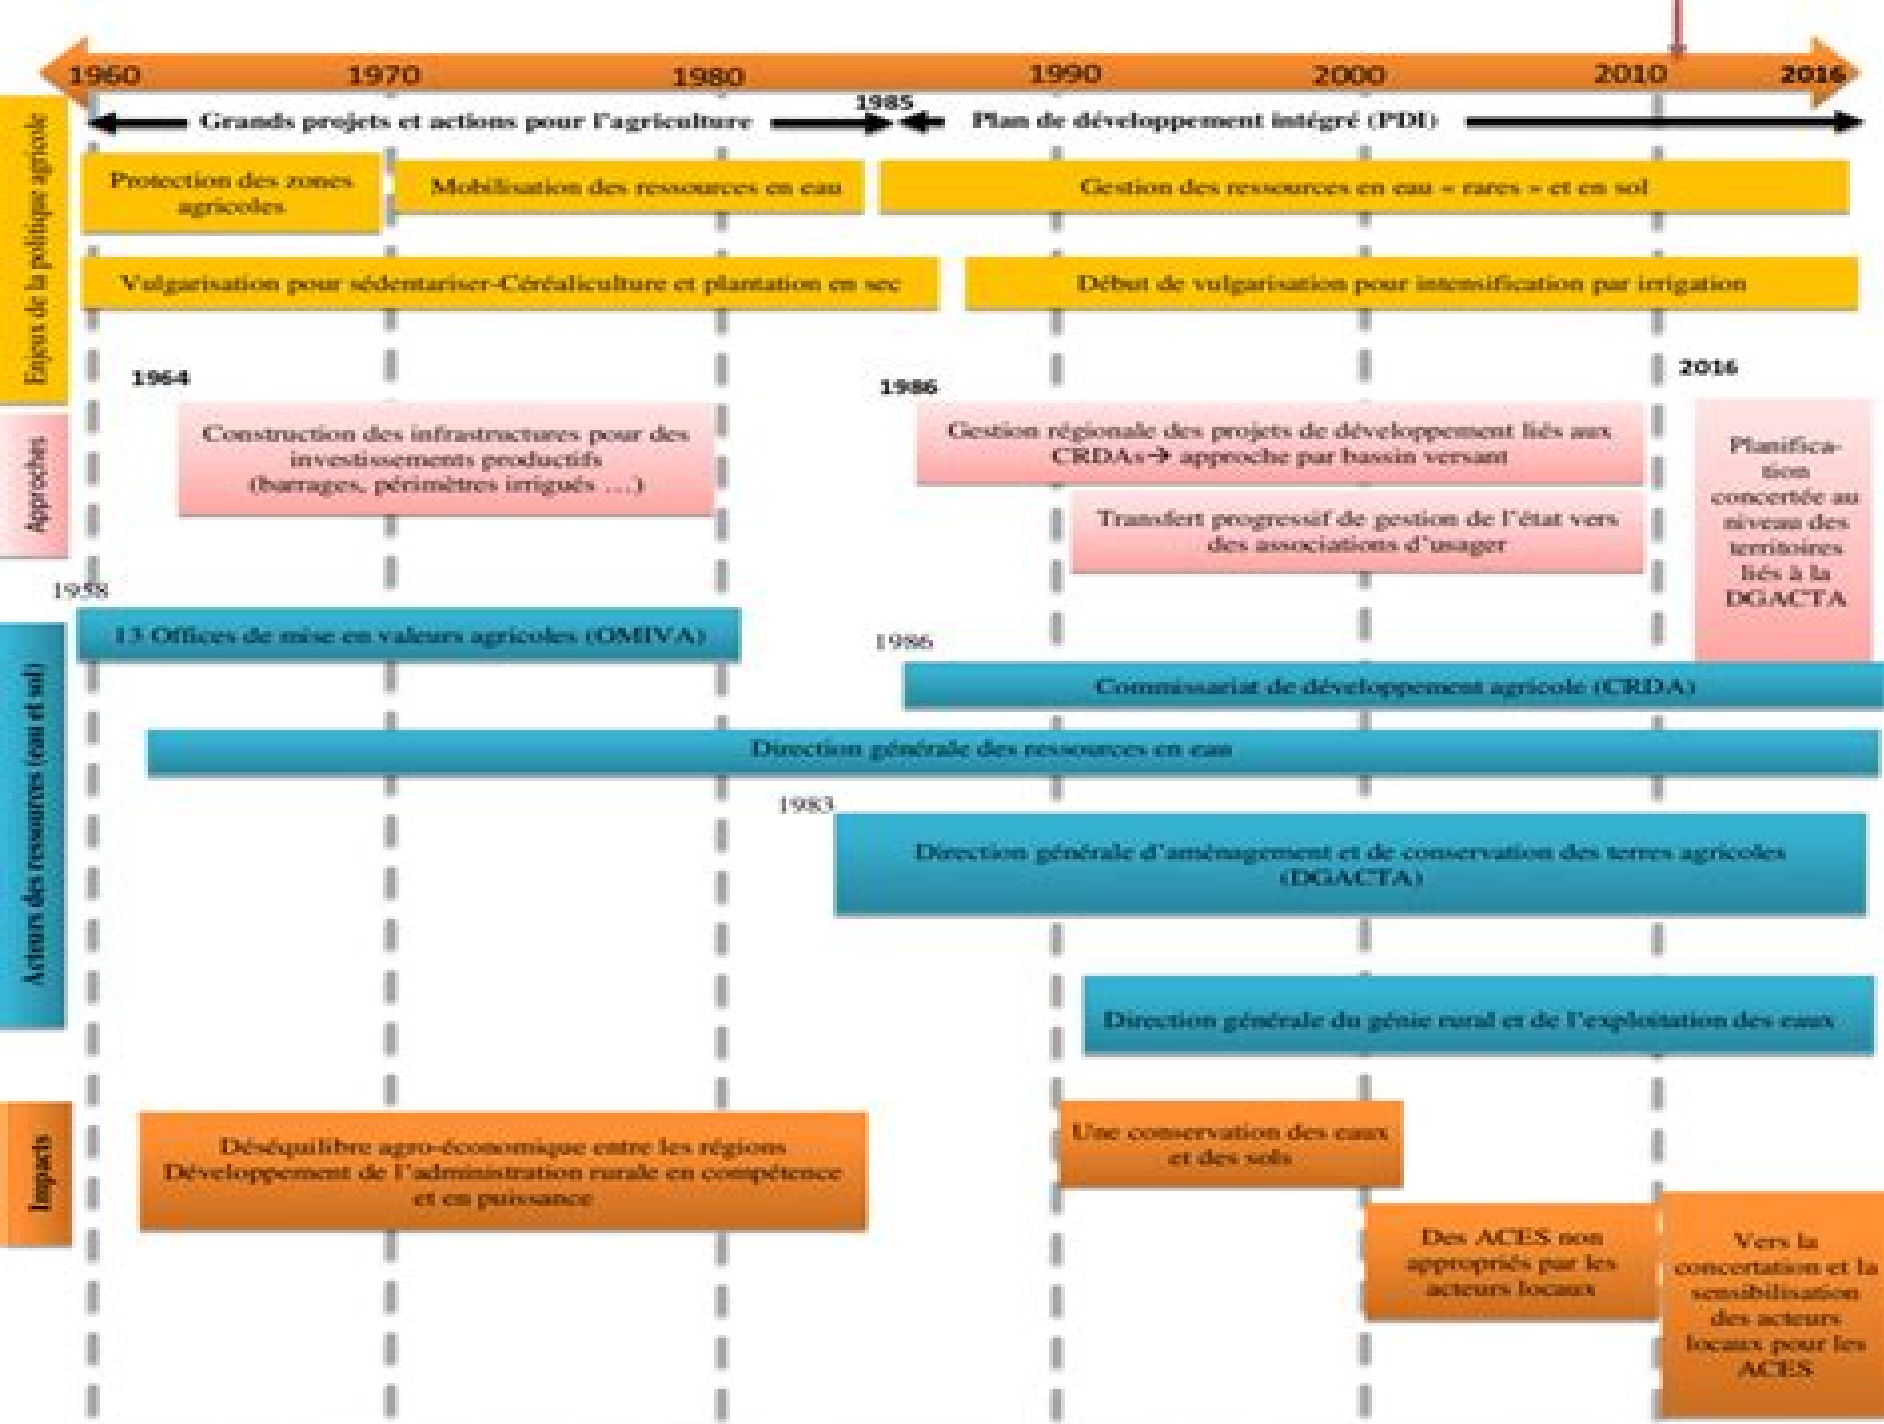 1960 1970 1980 1990 2000 2010 2016
1985
Grands projets et actions pour l'agriculture
Plan de développement intégré (PDI)
Enjeux de la politique agricole
Protection des zones
agricoles
Mobilisation des ressources en eau
Gestion des ressources en eau « rares » et en sol
Vulgarisation pour sédentariser-Céréaliculture et plantation en sec
Début de vulgarisation pour intensification par irrigation
Approches
1964
Construction des infrastructures pour des
investissements productifs
(barrages, périmètres irrigués ...)
1986
Gestion régionale des projets de développement liés aux
CRDAs→ approche par bassin versant
Transfert progressif de gestion de l'état vers
des associations d'usager
2016
Planifica-
tion
concertée au
niveau des
territoires
liés à la
DGACTA
Acteurs des ressources (eau et sol)
1958
13 Offices de mise en valeurs agricoles (OMIVA)
1986
Commissariat de développement agricole (CRDA)
Direction générale des ressources en eau
1983
Direction générale d'aménagement et de conservation des terres agricoles
(DGACTA)
Direction générale du génie rural et de l'exploitation des eaux
Impacts
Déséquilibre agro-économique entre les régions
Développement de l'administration rurale en compétence
et en puissance
Une conservation des eaux
et des sols
Des ACES non
appropriés par les
acteurs locaux
Vers la
concertation et la
sensibilisation
des acteurs
locaux pour les
ACES